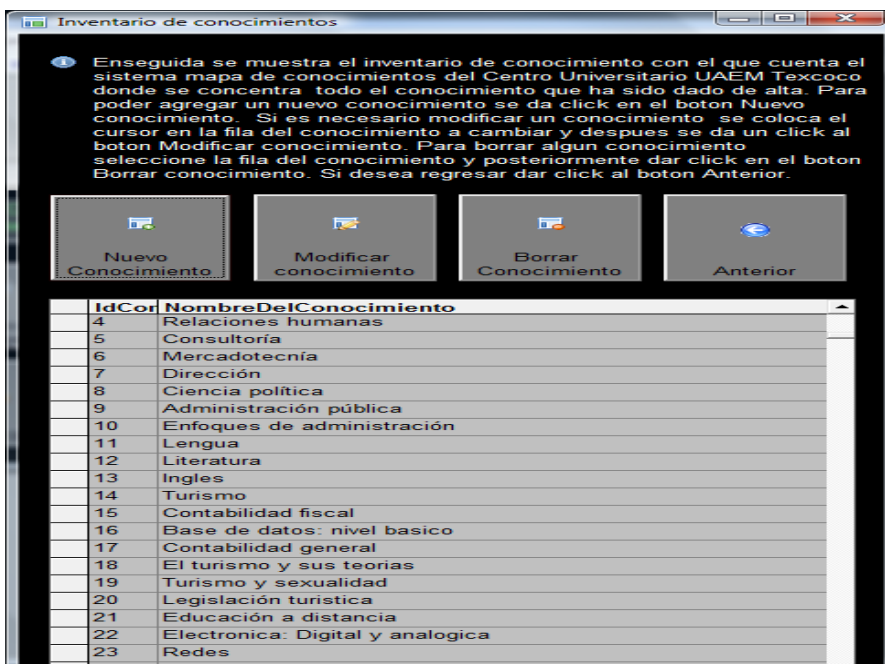 Inventario de conocimientos
Enseguida se muestra el inventario de conocimiento con el que cuenta el
sistema mapa de conocimientos del Centro Universitario UAEM Texcoco
donde se concentra todo el conocimiento que ha sido dado de alta. Para
poder agregar un nuevo conocimiento se da click en el boton Nuevo
conocimiento. Si es necesario modificar un conocimiento se coloca el
cursor en la fila del conocimiento a cambiar y despues se da un click al
boton Modificar conocimiento. Para borrar algun conocimiento
seleccione la fila del conocimiento y posteriormente dar click en el boton
Borrar conocimiento. Si desea regresar dar click al boton Anterior.
Nuevo
Conocimiento
Modificar
conocimiento
Borrar
Conocimiento
Anterior
IdCor NombreDelConocimiento
4 Relaciones humanas
5 Consultoría
6 Mercadotecnía
7 Dirección
8 Ciencia política
9 Administración pública
10 Enfoques de administración
11 Lengua
12 Literatura
13 Ingles
14 Turismo
15 Contabilidad fiscal
16 Base de datos: nivel basico
17 Contabilidad general
18 El turismo y sus teorias
19 Turismo y sexualidad
20 Legislación turistica
21 Educación a distancia
22 Electronica: Digital y analogica
23 Redes